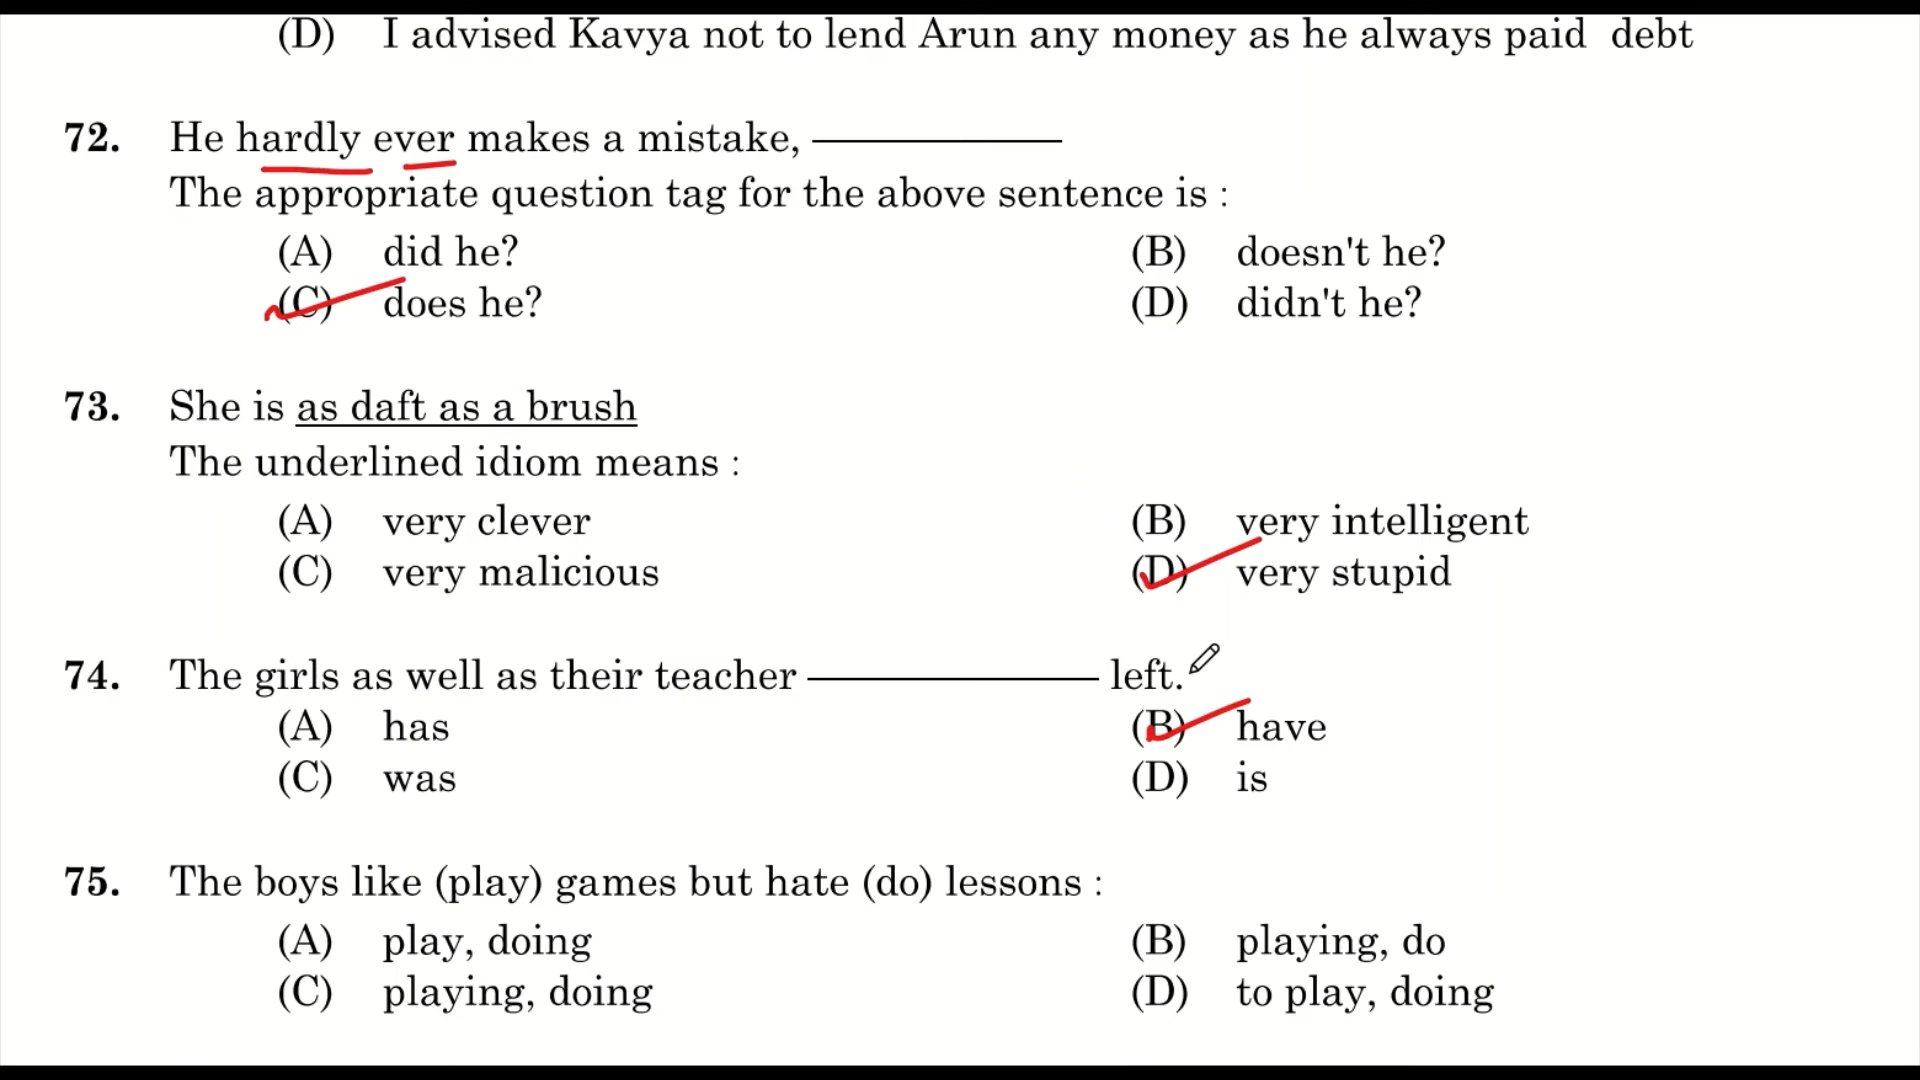 (D) I advised Kavya not to lend Arun any money as he always paid debt
72. He hardly ever makes a mistake,
The appropriate question tag for the above sentence is :
(A) did he? (B) doesn't he?
(C) does he? (D) didn't he?
73. She is as daft as a brush
The underlined idiom means :
(A) very clever (B) very intelligent
(C) very malicious (D) very stupid
74. The girls as well as their teacher left.
(A) has (B) have
(C) was (D) is
75. The boys like (play) games but hate (do) lessons :
(A) play, doing (B) playing, do
(C) playing, doing (D) to play, doing